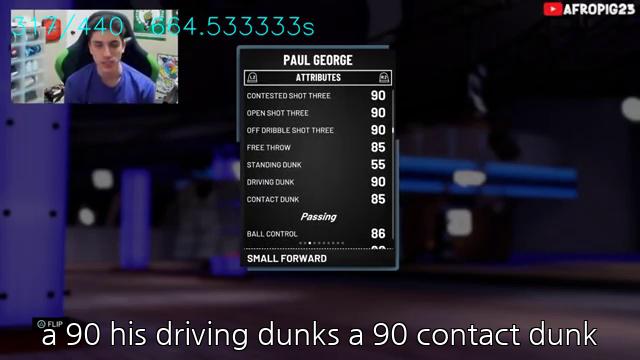 317/440 -664.533333s
AFROPIG23
PAUL GEORGE
ATTRIBUTES
CONTESTED SHOT THREE 90
OPEN SHOT THREE 90
OFF DRIBBLE SHOT THREE 90
FREE THROW 85
STANDING DUNK 55
DRIVING DUNK 90
CONTACT DUNK 85
Passing
BALL CONTROL 86
SMALL FORWARD
FLIP
a 90 his driving dunks a 90 contact dunk